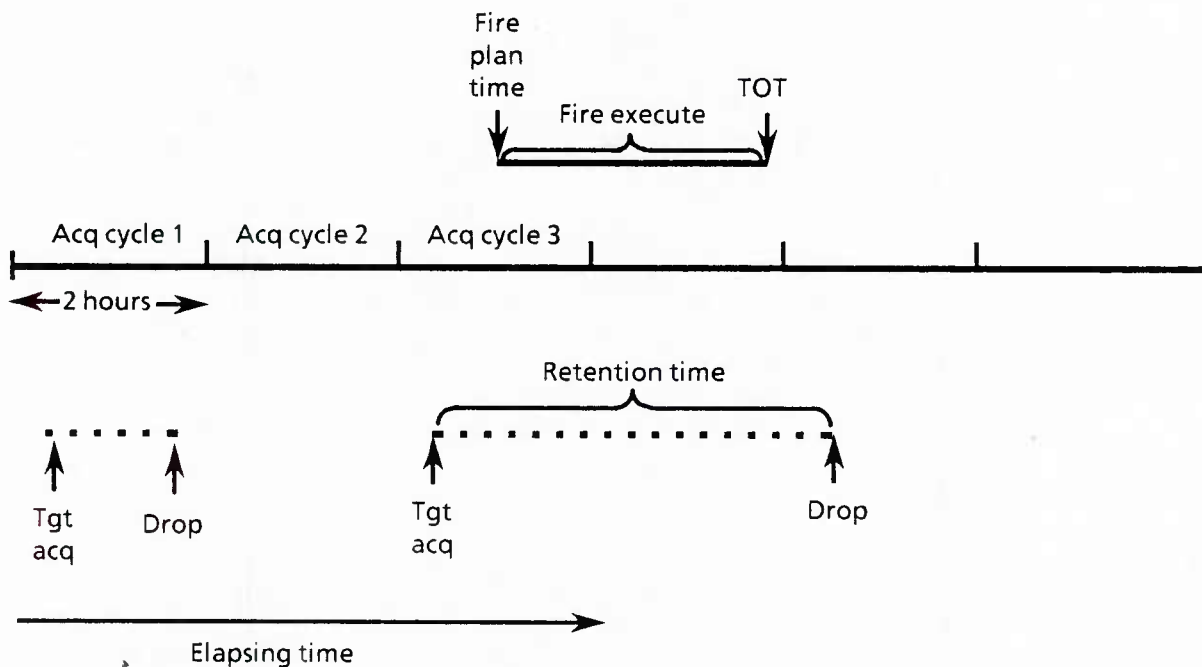 Fire
plan
time
TOT
Fire execute
Acq cycle 1
Acq cycle 2
Acq cycle 3
2 hours
Retention time
Tgt
acq
Drop
Tgt
acq
Drop
Elapsing time